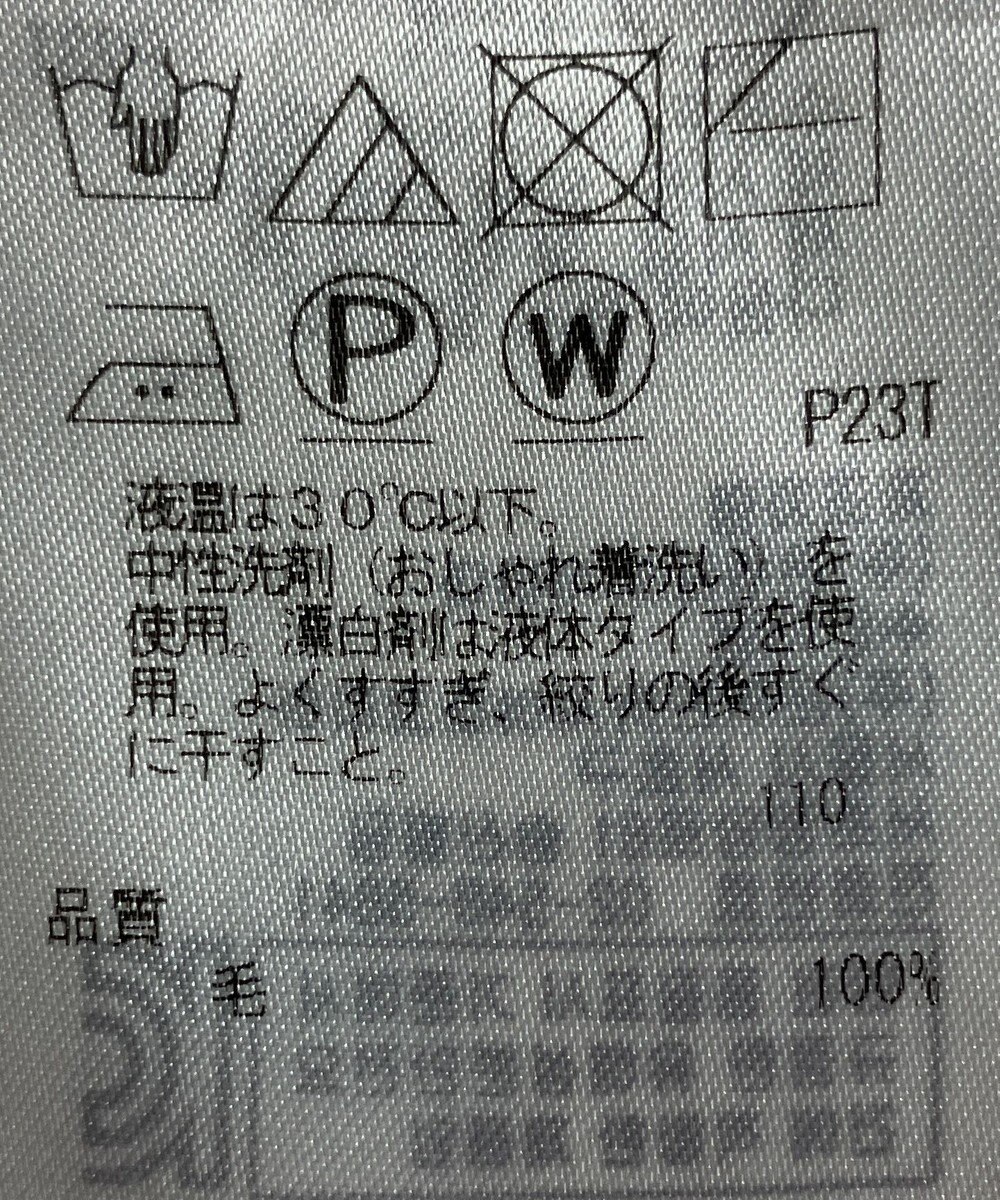 P W
P23T
液温は３０℃以下。
中性洗剤（おしゃれ着洗い）を
使用。漂白剤は液体タイプを使
用。よくすすぎ、絞りの後すぐ
に干すこと。
110
品質
毛 100%